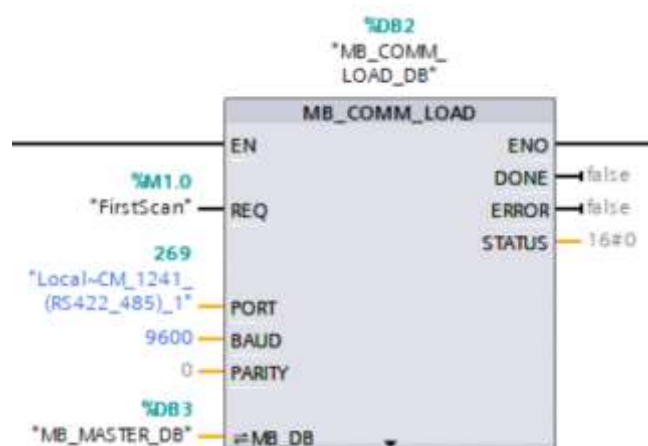 %DB2
"MB_COMM_
LOAD_DB"
MB_COMM_LOAD
EN ENO
DONE false
%M1.0
"FirstScan" REQ
ERROR false
STATUS 16#0
269
"Local~CM_1241_
(RS422_485)_1" PORT
9600 BAUD
0 PARITY
%DB3
"MB_MASTER_DB" MB_DB